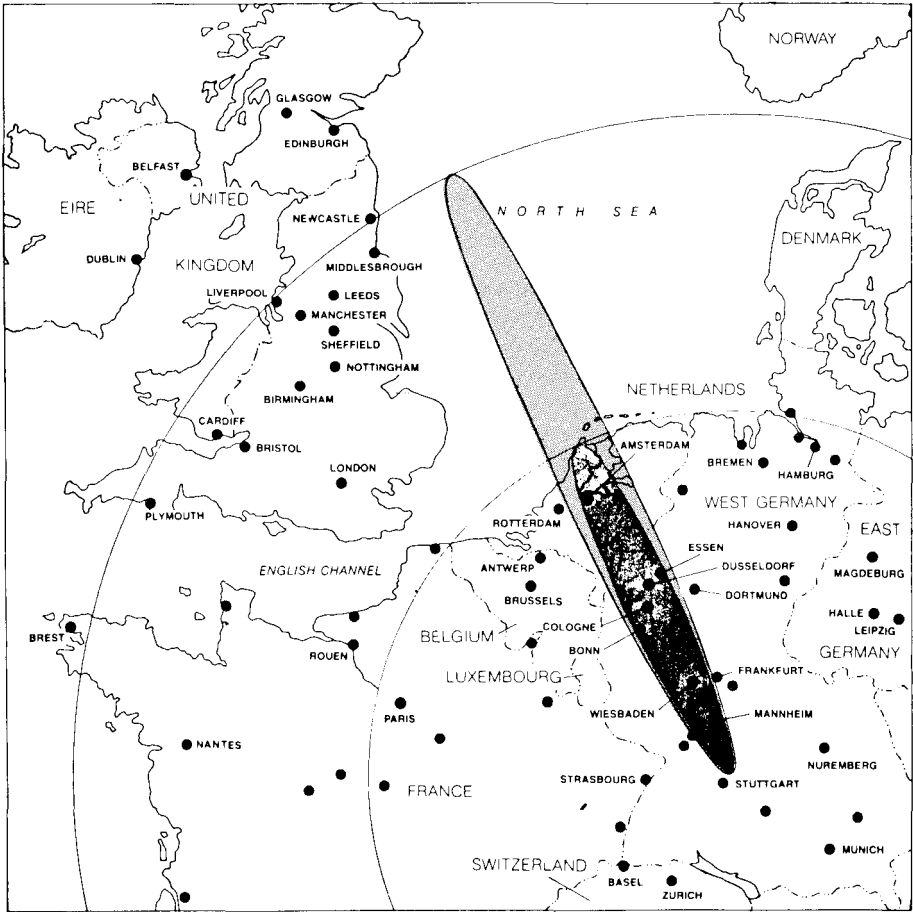 NORWAY
GLASGOW
EDINBURGH
BELFAST
EIRE
UNITED
NORTH SEA
NEWCASTLE
DENMARK
DUBLIN
KINGDOM
MIDDLESBROUGH
LIVERPOOL
LEEDS
MANCHESTER
SHEFFIELD
NOTTINGHAM
BIRMINGHAM
NETHERLANDS
CARDIFF
BRISTOL
AMSTERDAM
BREMEN
HAMBURG
LONDON
WEST GERMANY
PLYMOUTH
ROTTERDAM
HANOVER
EAST
ESSEN
ENGLISH CHANNEL
ANTWERP
DUSSELDORF
MAGDEBURG
BRUSSELS
DORTMUND
COLOGNE
HALLE
LEIPZIG
BREST
BELGIUM
BONN
ROUEN
GERMANY
LUXEMBOURG
FRANKFURT
WIESBADEN
MANNHEIM
PARIS
NANTES
NUREMBERG
STRASBOURG
STUTTGART
FRANCE
MUNICH
SWITZERLAND
BASEL
ZURICH